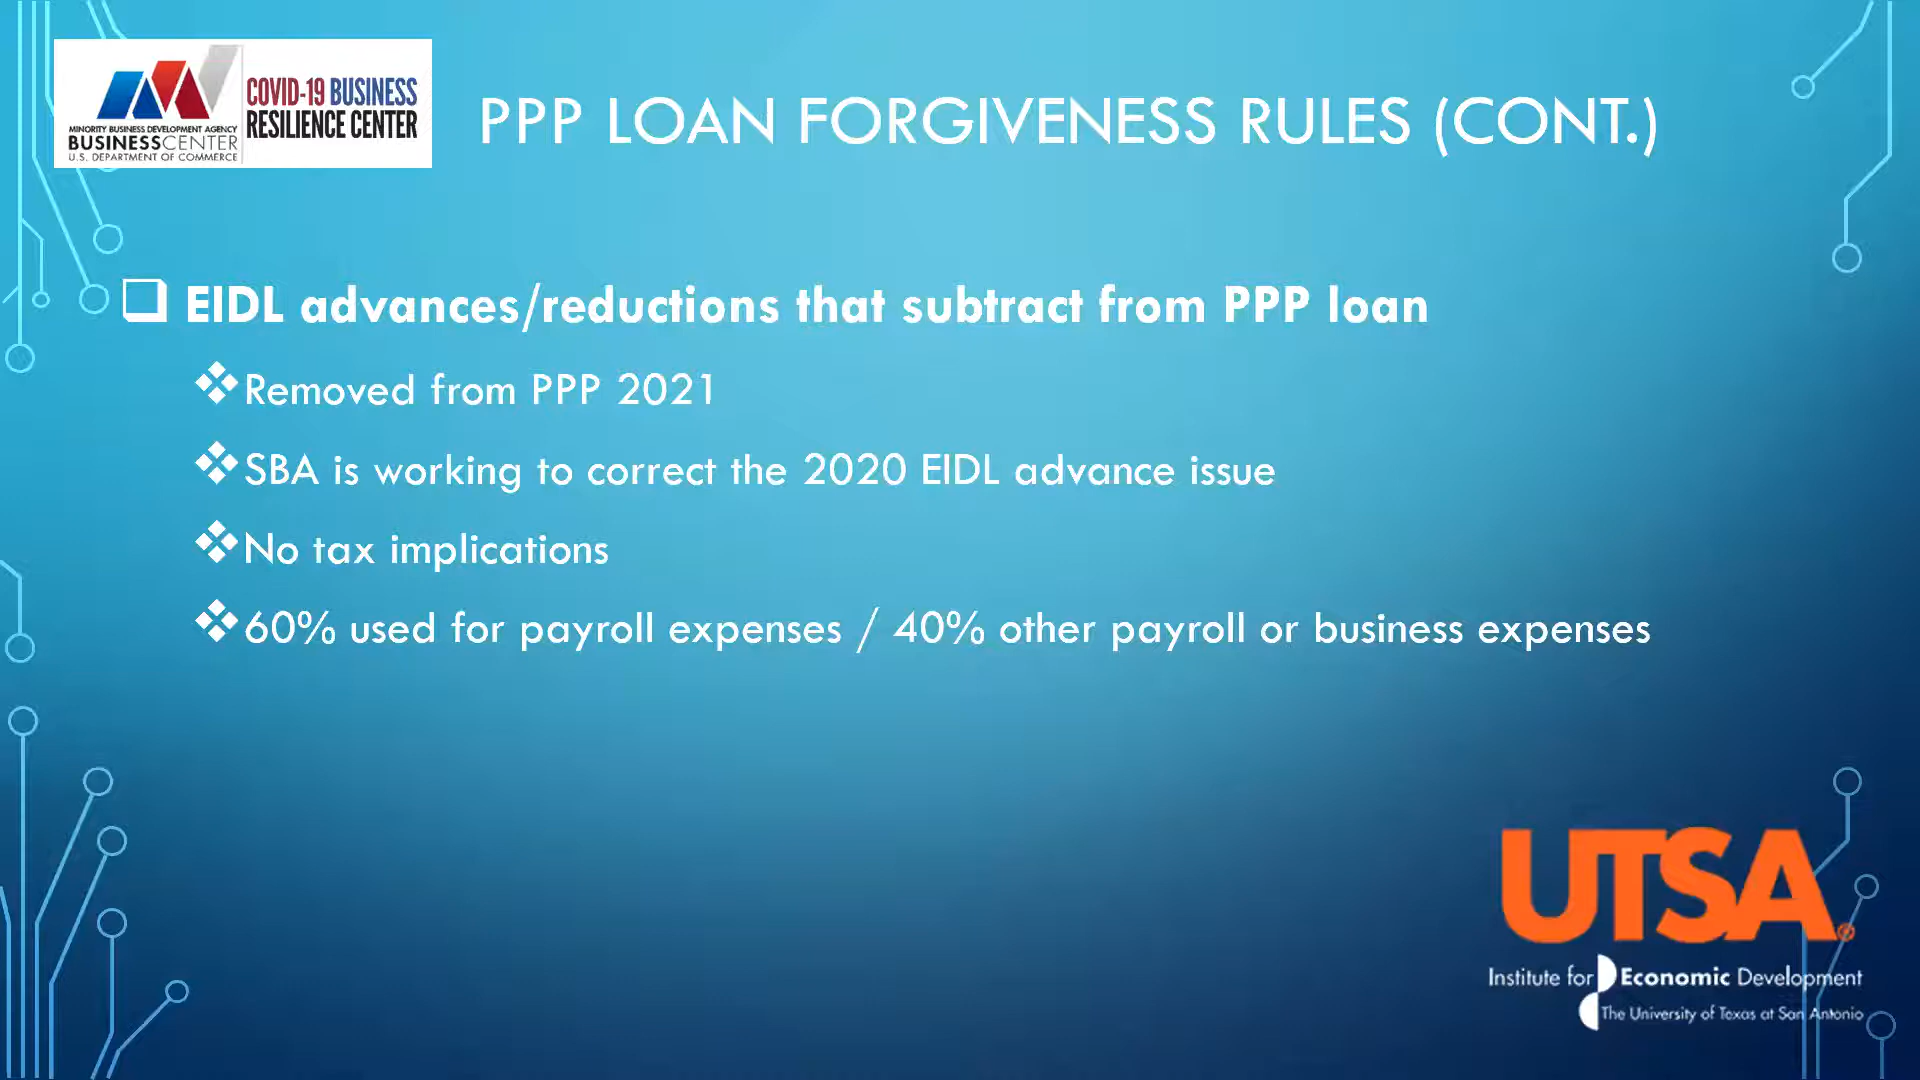 MINORITY BUSINESS DEVELOPMENT AGENCY
BUSINESSCENTER
U.S. DEPARTMENT OF COMMERCE
COVID-19 BUSINESS
RESILIENCE CENTER
PPP LOAN FORGIVENESS RULES (CONT.)
EIDL advances/reductions that subtract from PPP loan
Removed from PPP 2021
SBA is working to correct the 2020 EIDL advance issue
No tax implications
60% used for payroll expenses / 40% other payroll or business expenses
UTSA®
Institute for Economic Development
The University of Texas at San Antonio